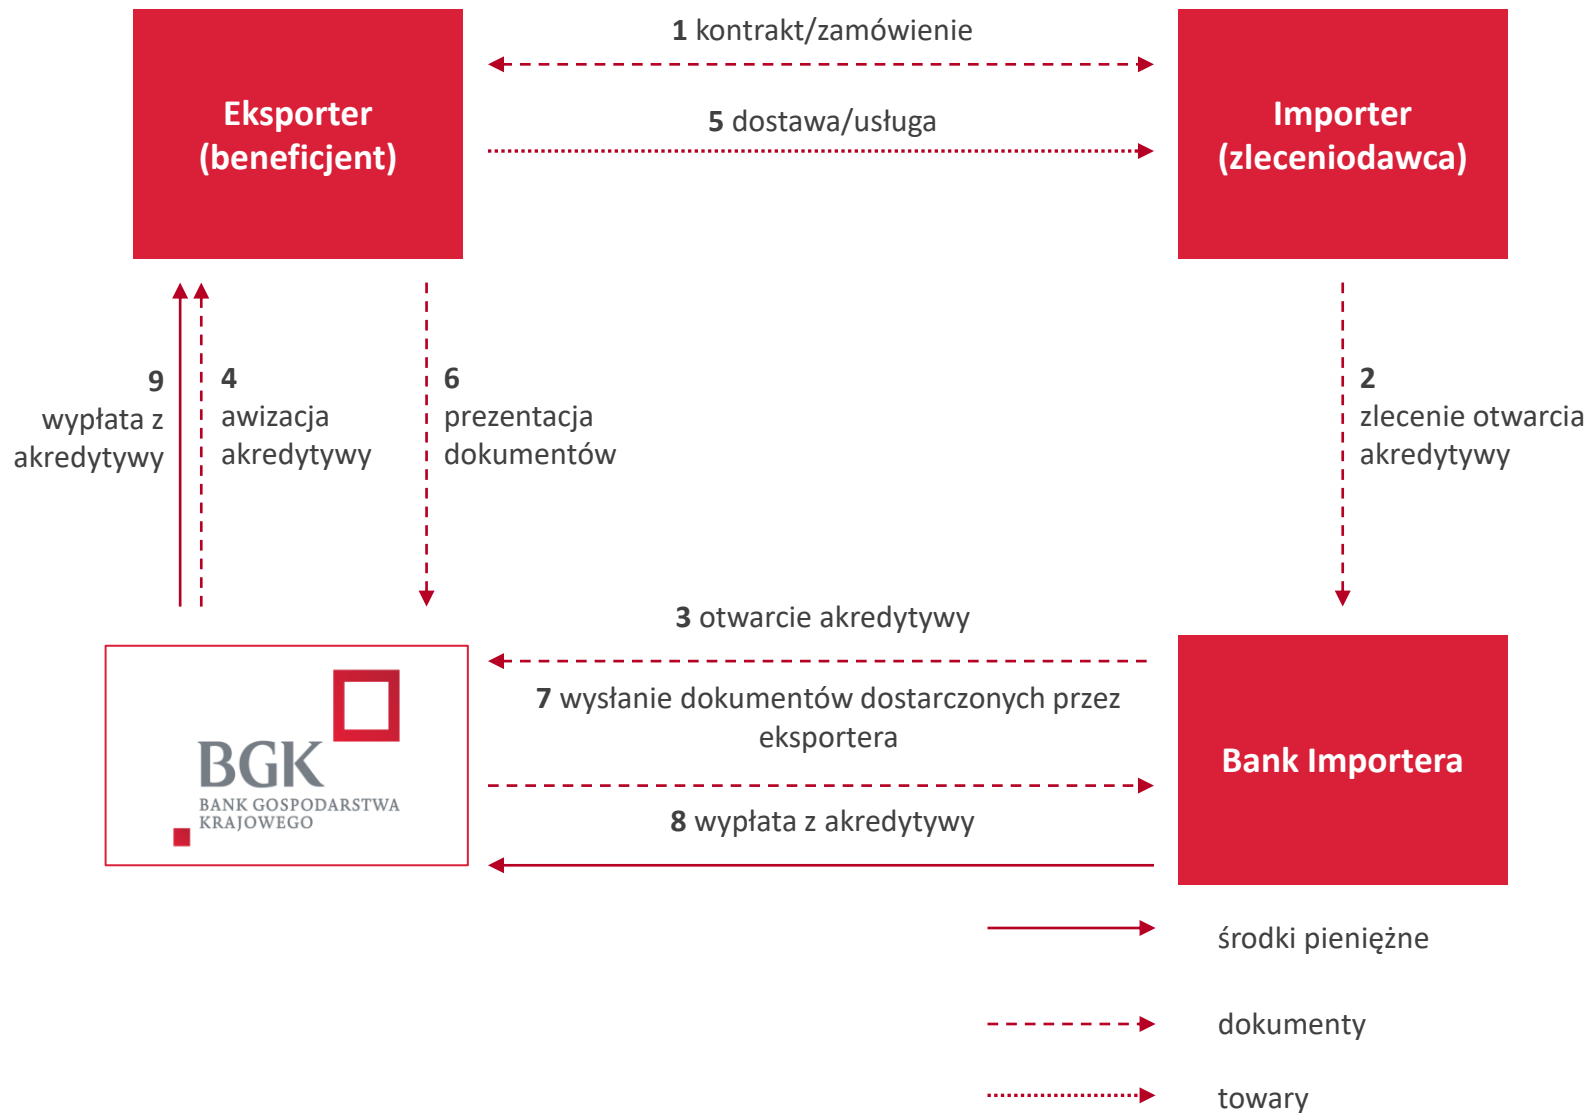 1 kontrakt/zamówienie
Eksporter
(beneficjent)
5 dostawa/usługa
Importer
(zleceniodawca)
9
wypłata z
akredytywy
4
awizacja
akredytywy
6
prezentacja
dokumentów
2
zlecenie otwarcia
akredytywy
3 otwarcie akredytywy
7 wysłanie dokumentów dostarczonych przez
eksportera
BGK
BANK GOSPODARSTWA
KRAJOWEGO
Bank Importera
8 wypłata z akredytywy
środki pieniężne
dokumenty
towary